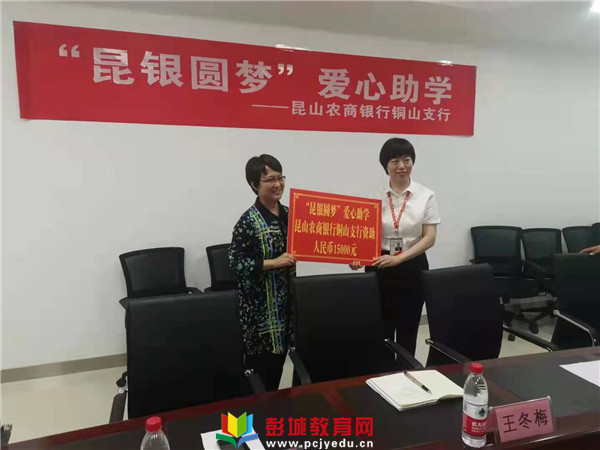 “昆银圆梦”爱心助学
——昆山农商银行铜山支行
“昆银圆梦”爱心助学
昆山农商银行铜山支行资助
人民币15000元
王冬梅
彭城教育网
www.pcjyedu.cn